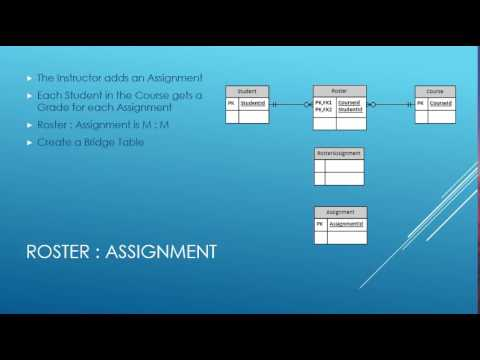 The Instructor adds an Assignment
Each Student in the Course gets a
Grade for each Assignment
Roster : Assignment is M : M
Create a Bridge Table
Student
PK StudentId
Roster
PK,FK1 CourseId
PK,FK2 StudentId
Course
PK CourseId
RosterAssignment
Assignment
PK AssignmentId
ROSTER : ASSIGNMENT